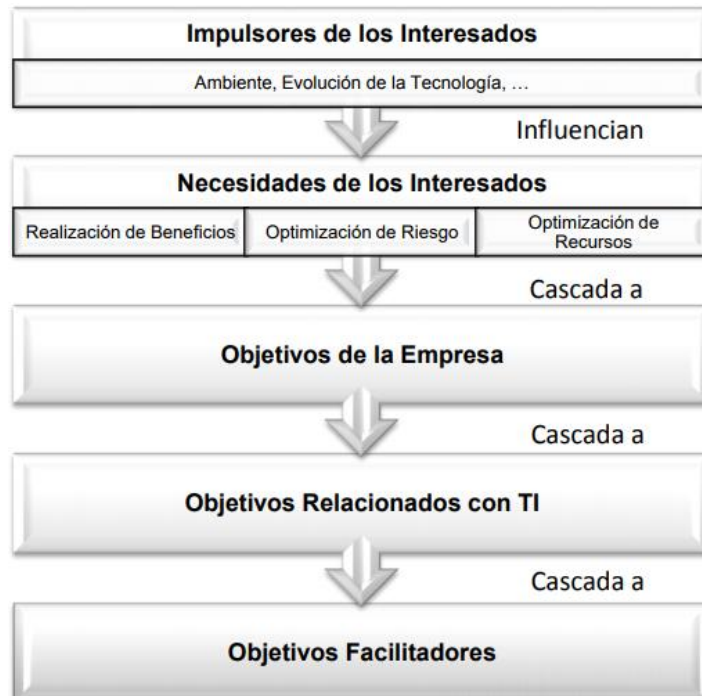 Impulsores de los Interesados
Ambiente, Evolución de la Tecnología, …
Influencian
Necesidades de los Interesados
Realización de Beneficios
Optimización de Riesgo
Optimización de
Recursos
Cascada a
Objetivos de la Empresa
Cascada a
Objetivos Relacionados con TI
Cascada a
Objetivos Facilitadores